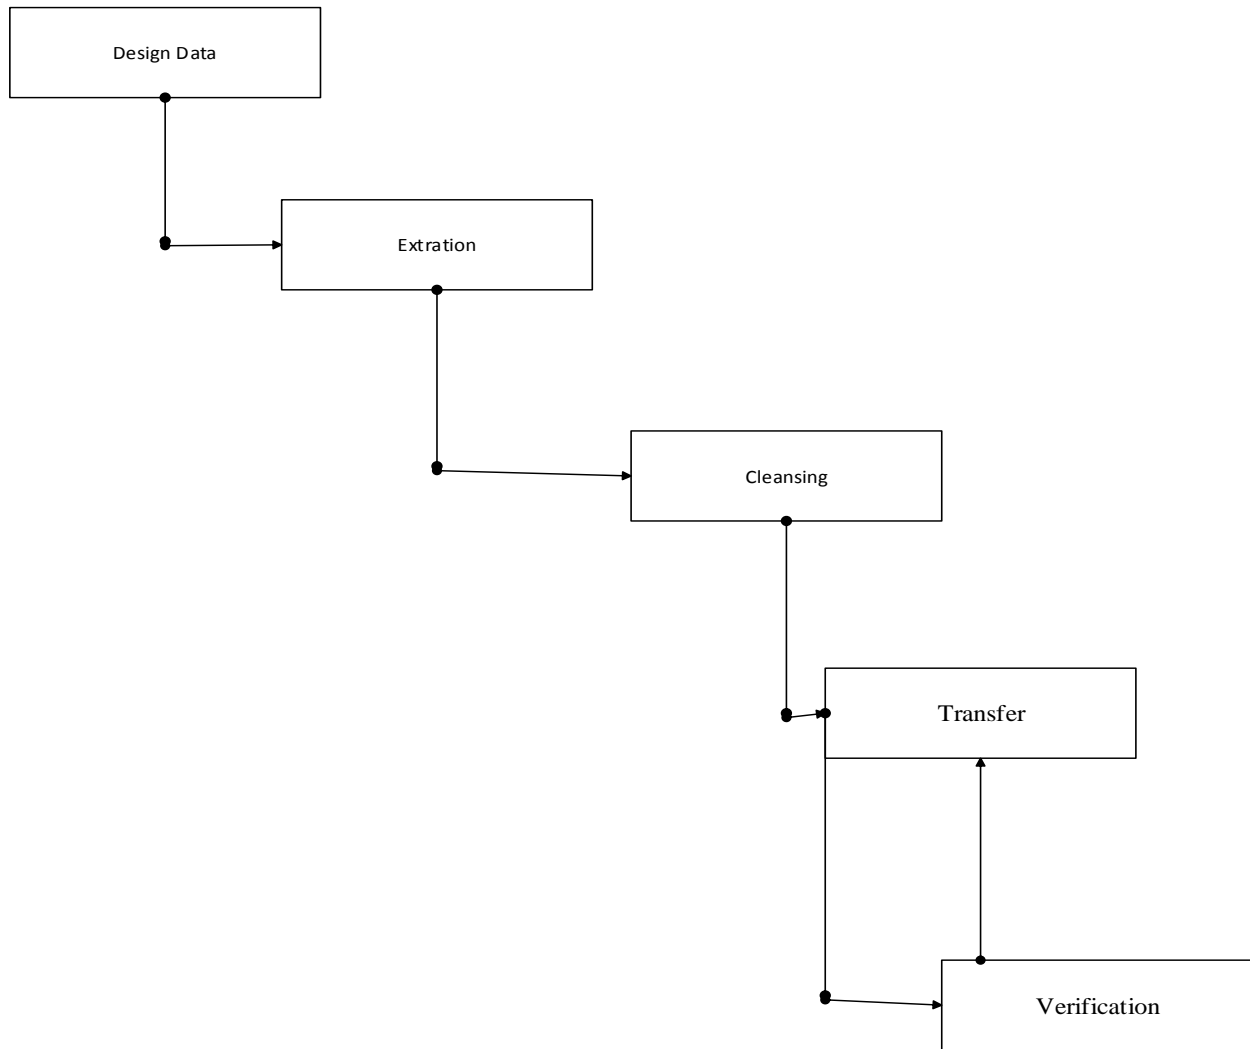 Design Data
Extration
Cleansing
Transfer
Verification